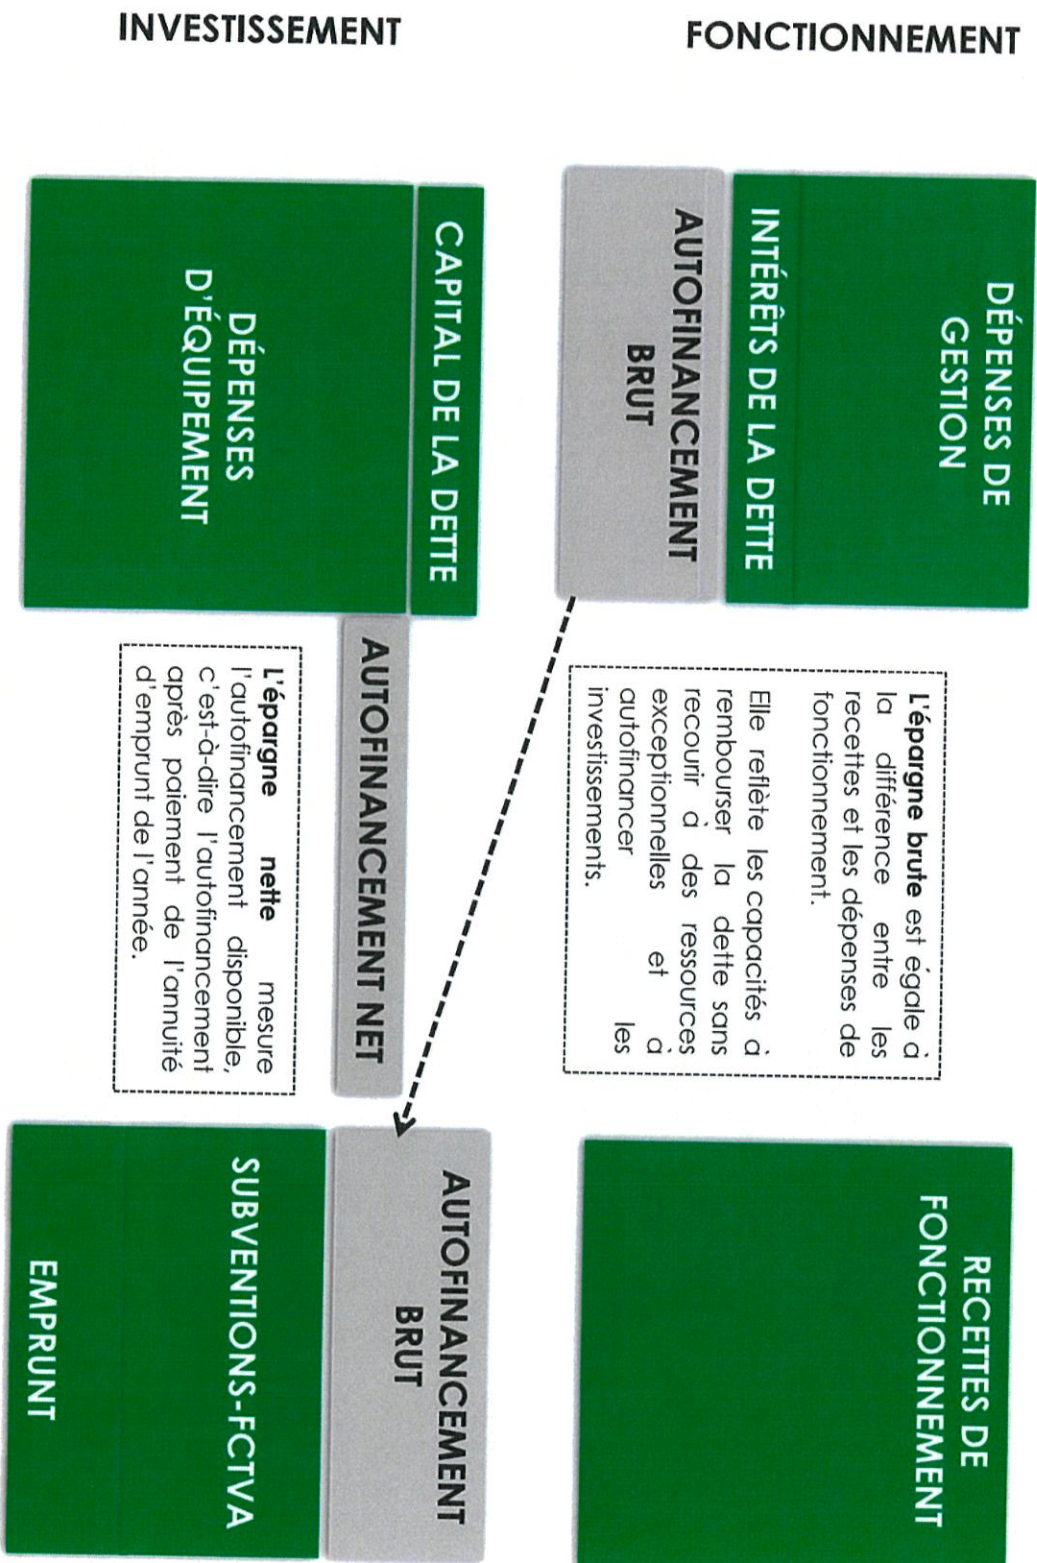 FONCTIONNEMENT
DÉPENSES DE
GESTION
INTÉRÊTS DE LA DETTE
AUTOFINANCEMENT
BRUT
L'épargne brute est égale à
la différence entre les
recettes et les dépenses de
fonctionnement.
Elle reflète les capacités à
rembourser la dette sans
recourir à des ressources
exceptionnelles et à
autofinancer les
investissements.
RECETTES DE
FONCTIONNEMENT
INVESTISSEMENT
CAPITAL DE LA DETTE
DÉPENSES
D'ÉQUIPEMENT
AUTOFINANCEMENT NET
L'épargne nette mesure
l'autofinancement disponible,
c'est-à-dire l'autofinancement
après paiement de l'annuité
d'emprunt de l'année.
AUTOFINANCEMENT
BRUT
SUBVENTIONS-FCTVA
EMPRUNT